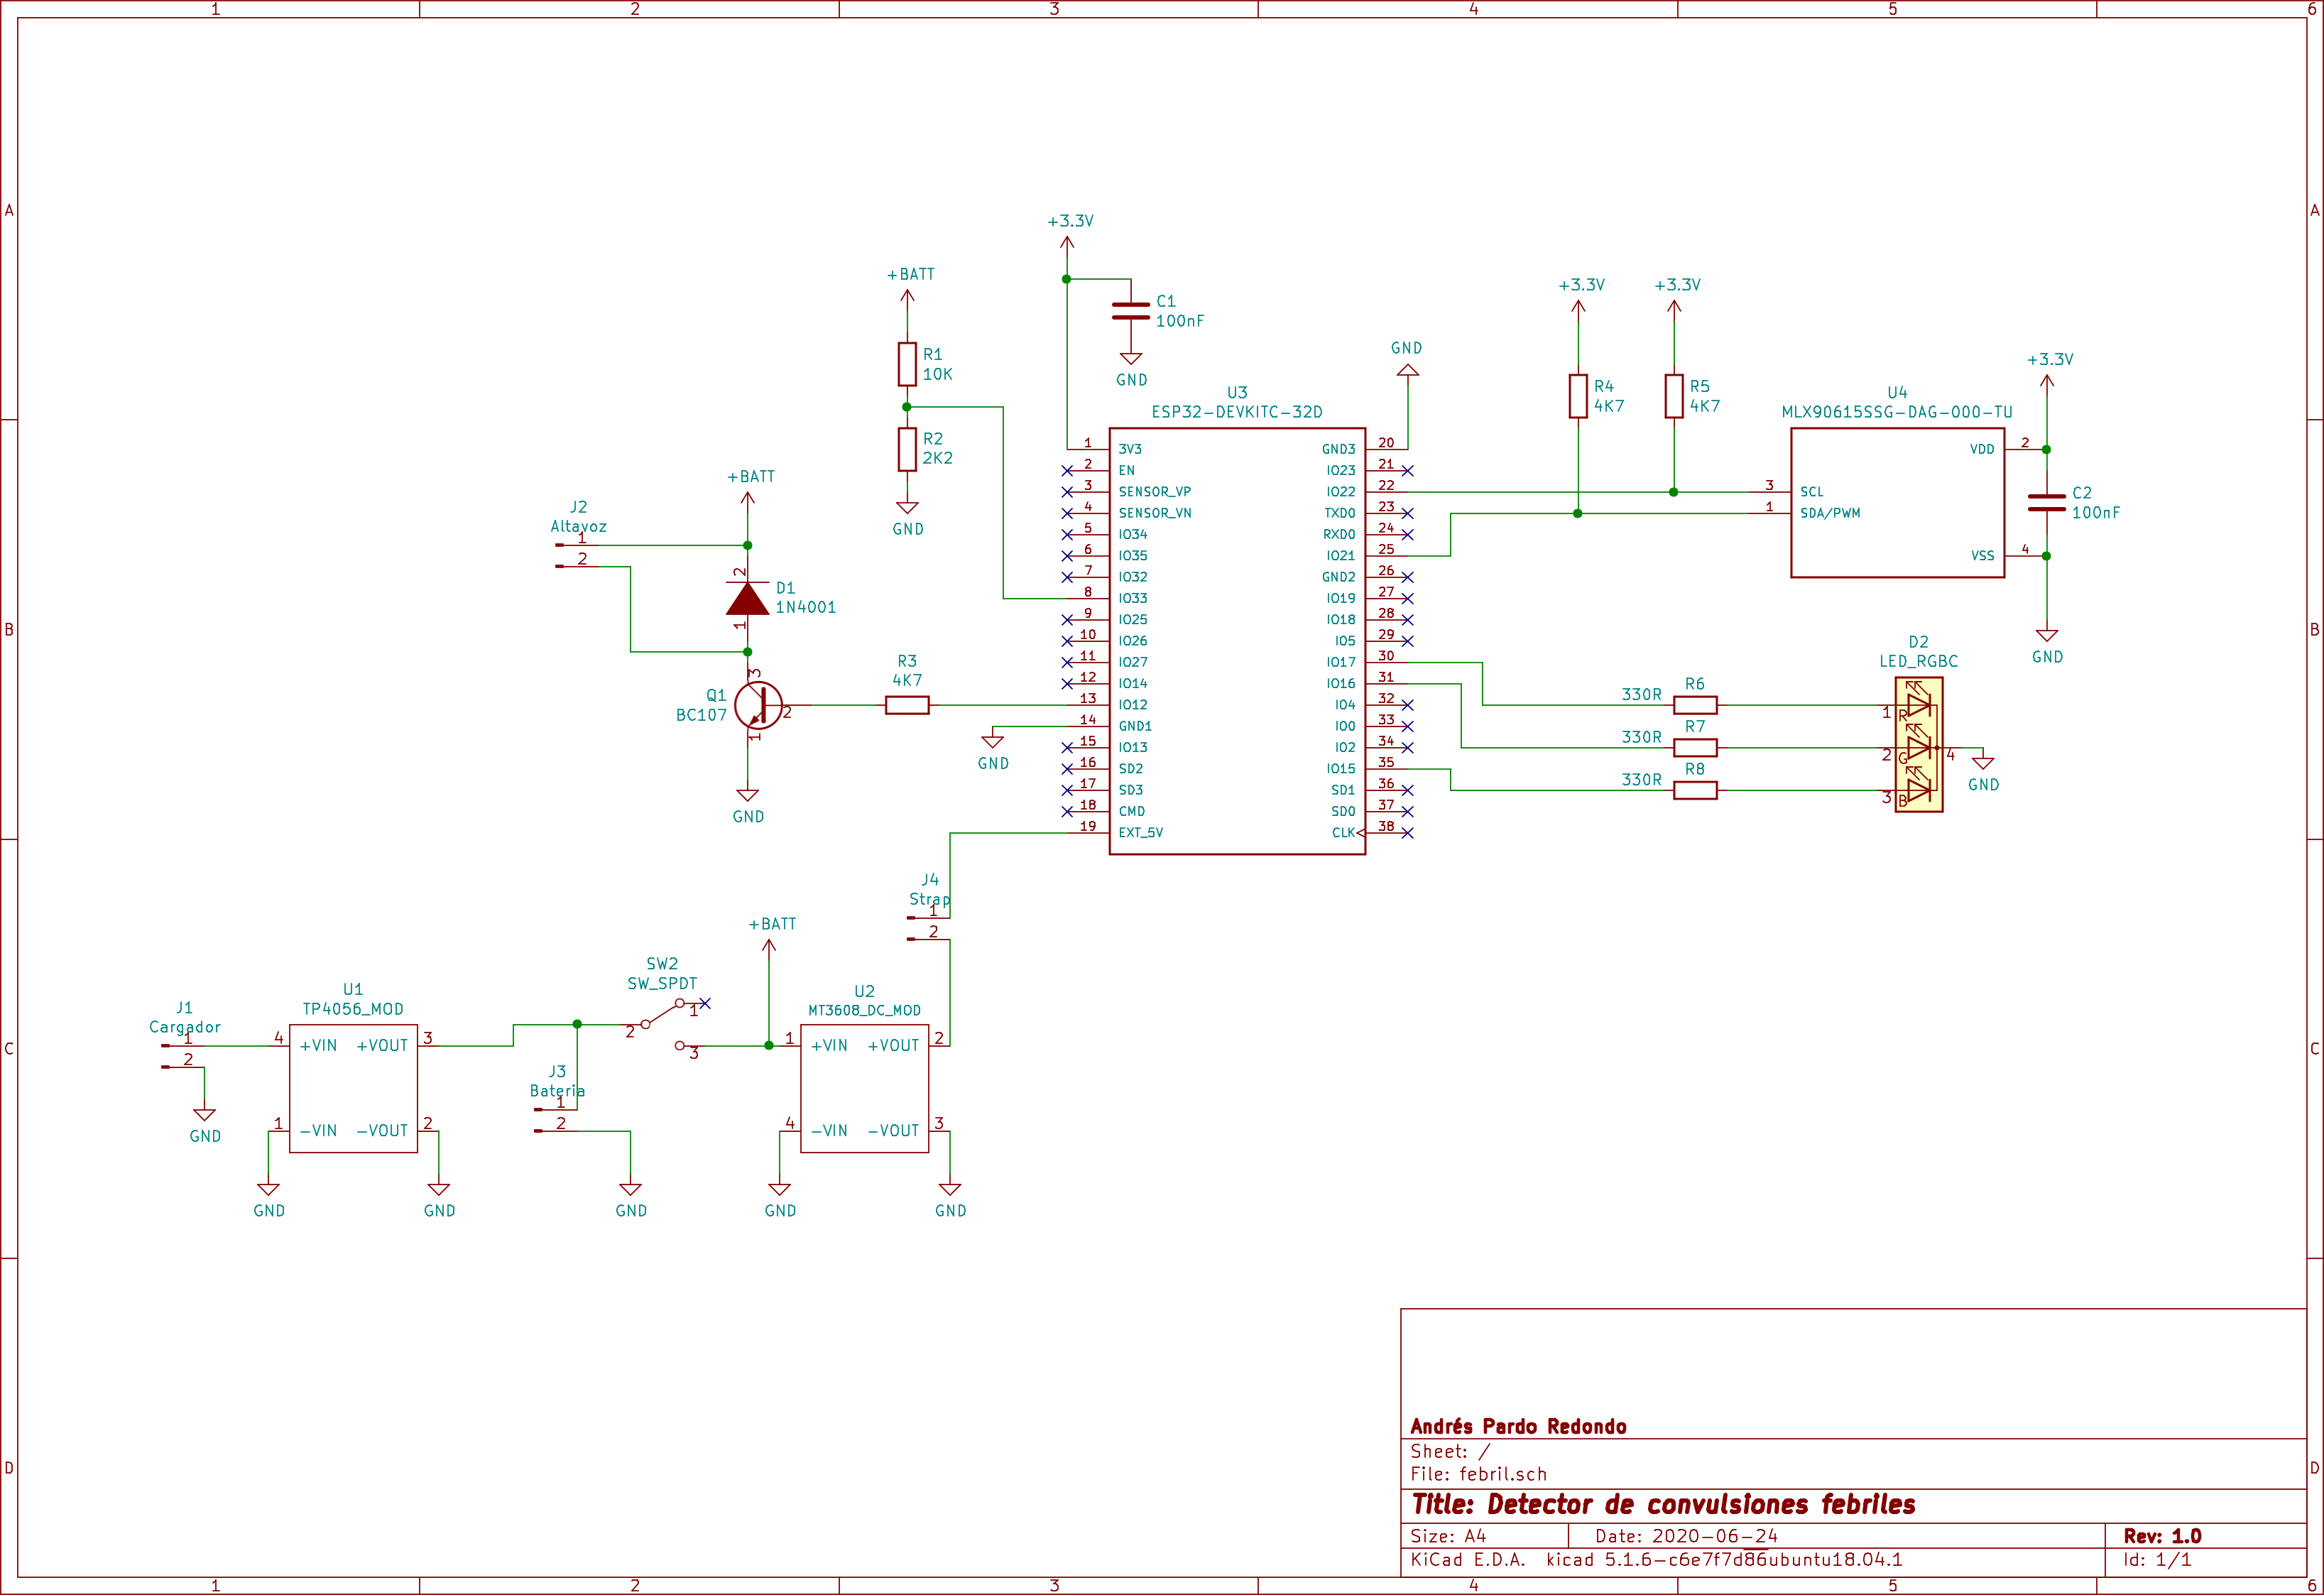 1 2 3 4 5 6
A
A
+3.3V
+BATT
C1
100nF
GND
R1
10K
R2
2K2
GND
+BATT
J2
Altavoz
1
2
2
D1
1N4001
1
3
Q1
BC107
2
1
GND
R3
4K7
GND
GND
U3
ESP32-DEVKITC-32D
1 3V3
2 EN
3 SENSOR_VP
4 SENSOR_VN
5 IO34
6 IO35
7 IO32
8 IO33
9 IO25
10 IO26
11 IO27
12 IO14
13 IO12
14 GND1
15 IO13
16 SD2
17 SD3
18 CMD
19 EXT_5V
GND3 20
IO23 21
IO22 22
TXD0 23
RXD0 24
IO21 25
GND2 26
IO19 27
IO18 28
IO5 29
IO17 30
IO16 31
IO4 32
IO0 33
IO2 34
IO15 35
SD1 36
SD0 37
CLK 38
+3.3V
+3.3V
R4
4K7
R5
4K7
U4
MLX90615SSG-DAG-000-TU
VDD 2
3 SCL
1 SDA/PWM
VSS 4
+3.3V
C2
100nF
GND
B
B
D2
LED_RGBC
330R R6
330R R7
330R R8
1 R
2 G
3 B
4
GND
J4
Strap
1
2
+BATT
SW2
SW_SPDT
1
2
3
J1
Cargador
1
2
GND
U1
TP4056_MOD
4 +VIN +VOUT 3
1 -VIN -VOUT 2
GND
GND
J3
Bateria
1
2
GND
U2
MT3608_DC_MOD
1 +VIN +VOUT 2
4 -VIN -VOUT 3
GND
GND
C
C
D
D
Andrés Pardo Redondo
Sheet: /
File: febril.sch
Title: Detector de convulsiones febriles
Size: A4 Date: 2020-06-24 Rev: 1.0
KiCad E.D.A. kicad 5.1.6-c6e7f7d86ubuntu18.04.1 Id: 1/1
1 2 3 4 5 6